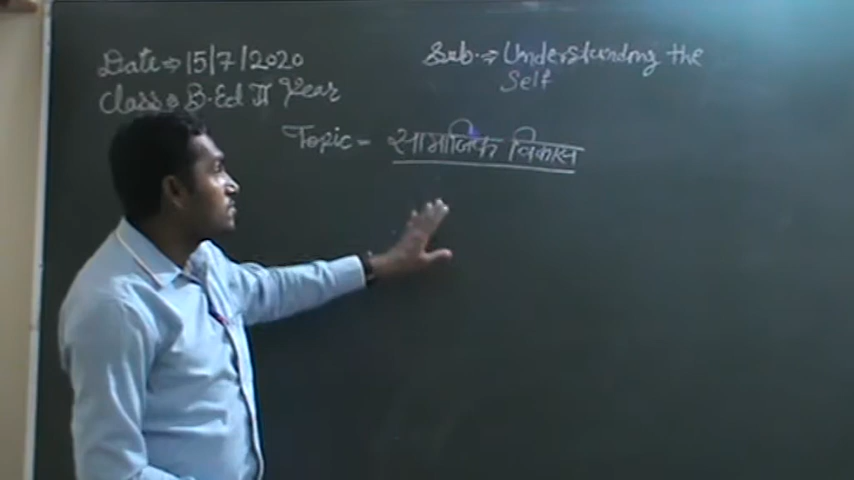 Date ⇒ 15/7/2020
Sub. ⇒ Understanding the
Self
Class ⇒ B.Ed II Year
Topic = सामाजिक विकास